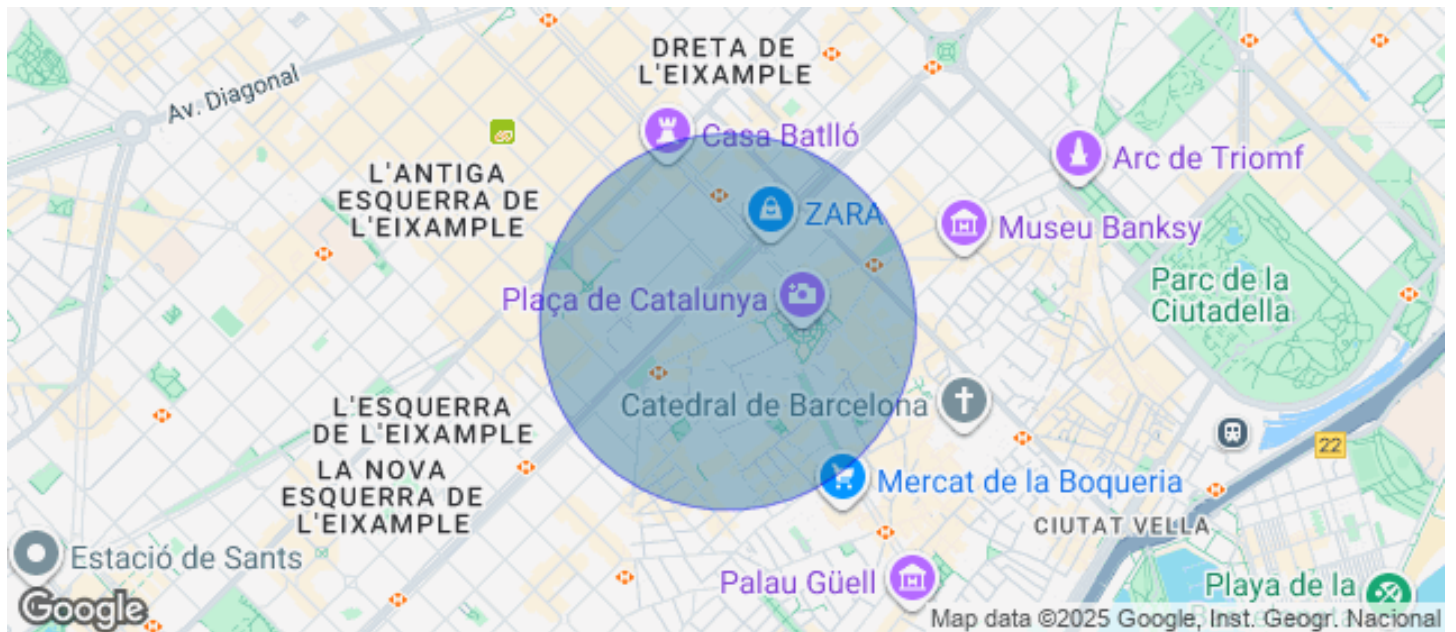 DRETA DE
L'EIXAMPLE
Av. Diagonal
Casa Batlló
Arc de Triomf
L'ANTIGA
ESQUERRA DE
L'EIXAMPLE
ZARA
Museu Banksy
Plaça de Catalunya
Parc de la
Ciutadella
L'ESQUERRA
DE L'EIXAMPLE
Catedral de Barcelona
22
LA NOVA
ESQUERRA DE
L'EIXAMPLE
Mercat de la Boqueria
CIUTAT VELLA
Estació de Sants
Palau Güell
Playa de la
Google
Map data ©2025 Google, Inst. Geogr. Nacional